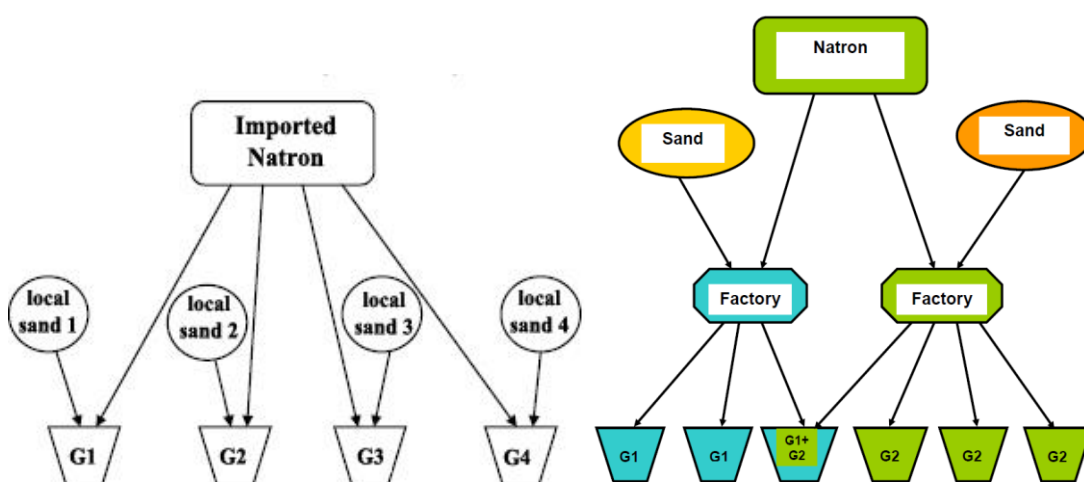 Imported
Natron
local
sand 1
local
sand 2
local
sand 3
local
sand 4
G1
G2
G3
G4
Natron
Sand
Sand
Factory
Factory
G1
G1
G1+
G2
G2
G2
G2